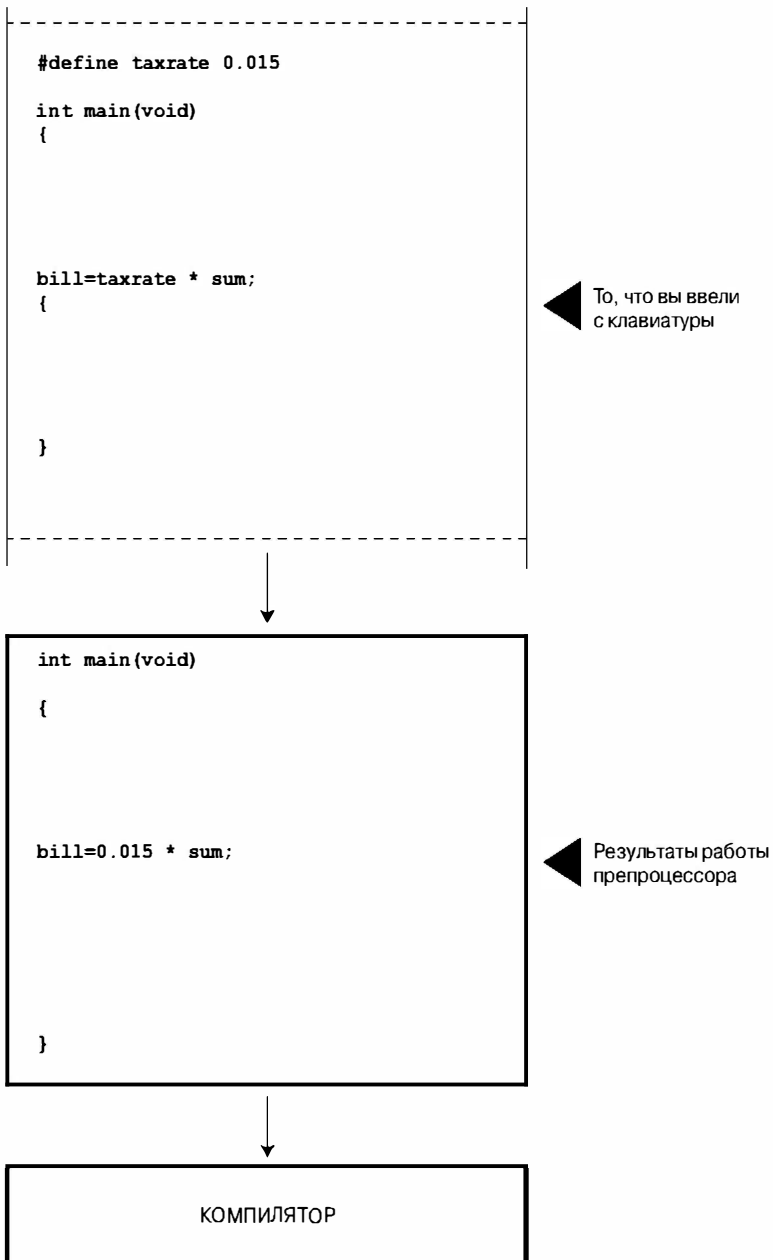 #define taxrate 0.015
int main(void)
{
bill=taxrate * sum;
{
То, что вы ввели
с клавиатуры
}
int main(void)
{
bill=0.015 * sum;
Результаты работы
препроцессора
}
КОМПИЛЯТОР